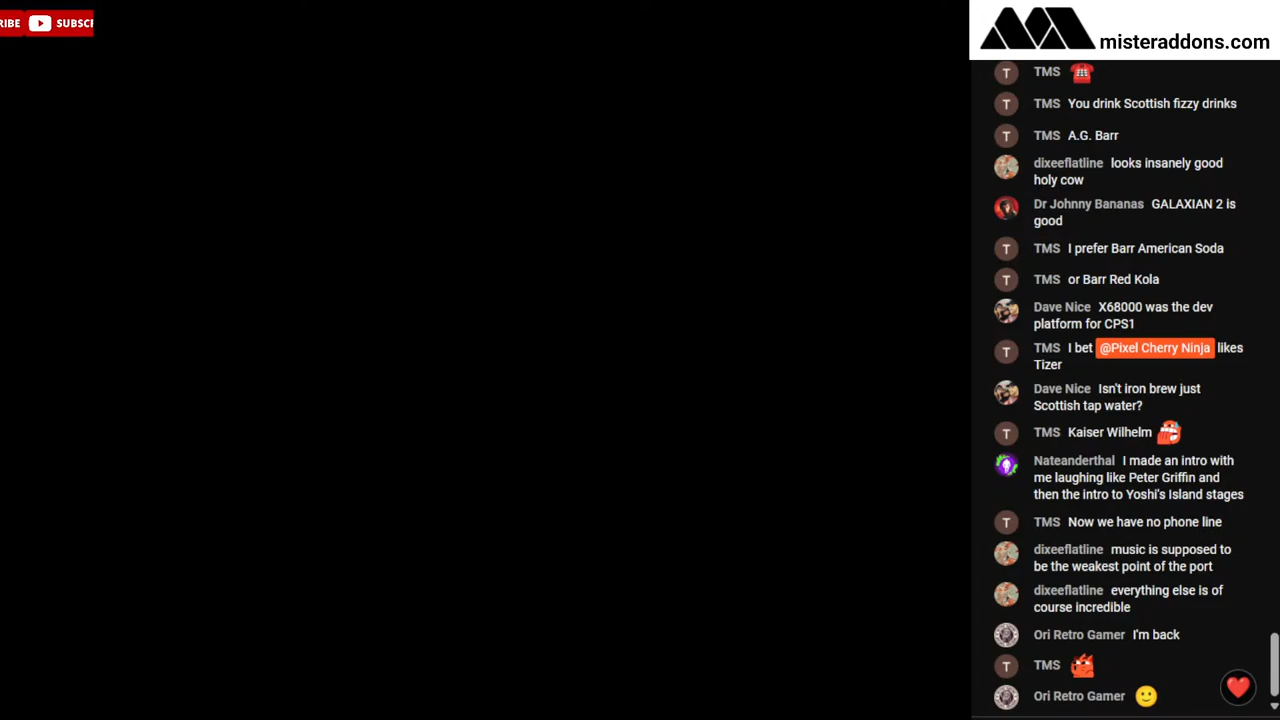 RIBE SUBSC
misteraddons.com
T TMS
T TMS You drink Scottish fizzy drinks
T TMS A.G. Barr
dixeeflatline looks insanely good
holy cow
Dr Johnny Bananas GALAXIAN 2 is
good
T TMS I prefer Barr American Soda
T TMS or Barr Red Kola
Dave Nice X68000 was the dev
platform for CPS1
T TMS I bet @Pixel Cherry Ninja likes
Tizer
Dave Nice Isn't iron brew just
Scottish tap water?
T TMS Kaiser Wilhelm
Nateanderthal I made an intro with
me laughing like Peter Griffin and
then the intro to Yoshi's Island stages
T TMS Now we have no phone line
dixeeflatline music is supposed to
be the weakest point of the port
dixeeflatline everything else is of
course incredible
Ori Retro Gamer I'm back
T TMS
Ori Retro Gamer